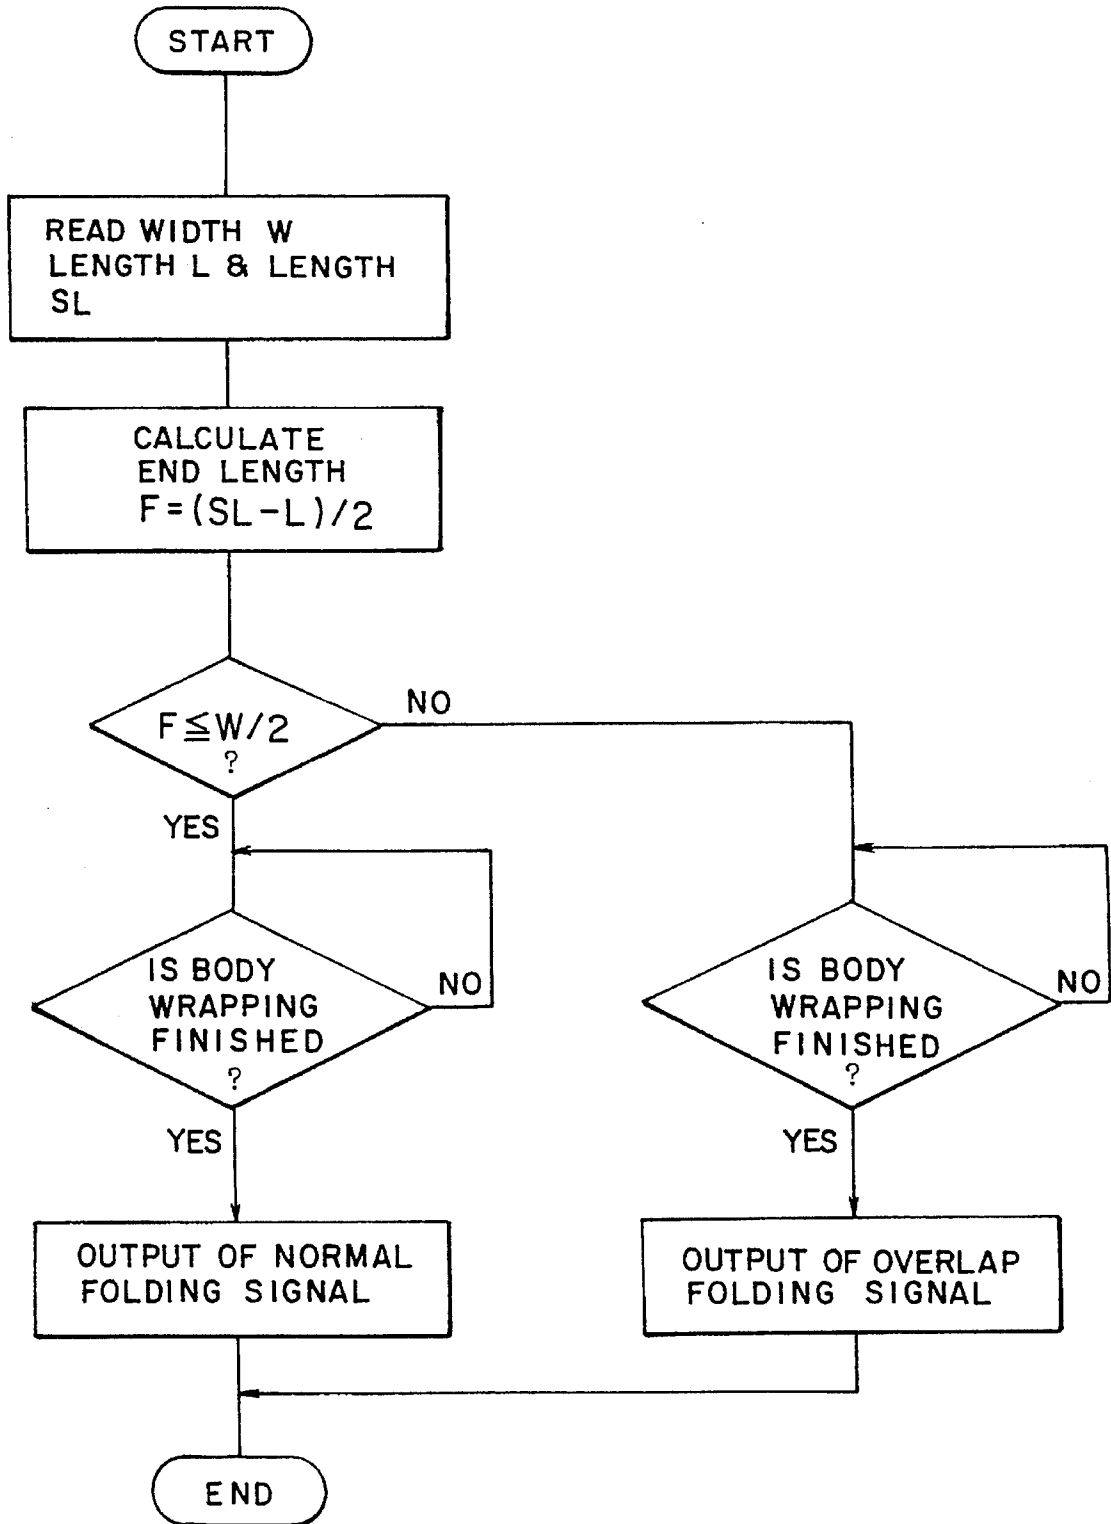 START
READ WIDTH W
LENGTH L & LENGTH
SL
CALCULATE
END LENGTH
F=(SL-L)/2
F≦W/2
?
NO
YES
IS BODY
WRAPPING
FINISHED
?
NO
YES
OUTPUT OF NORMAL
FOLDING SIGNAL
IS BODY
WRAPPING
FINISHED
?
NO
YES
OUTPUT OF OVERLAP
FOLDING SIGNAL
END